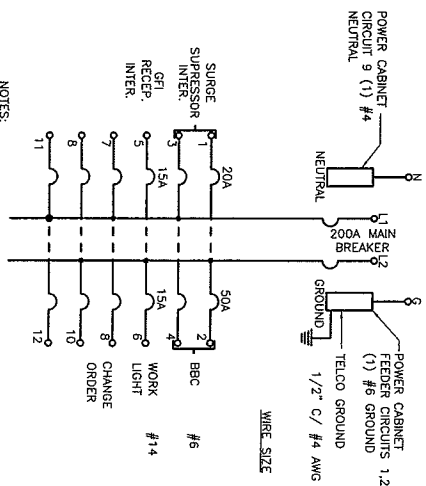 POWER CABINET
CIRCUIT 9 (1) #4
NEUTRAL
N
NEUTRAL
L1
200A MAIN
BREAKER
L2
G
GROUND
POWER CABINET
FEEDER CIRCUITS 1,2
(1) #6 GROUND
TELCO GROUND
1/2" C/ #4 AWG
WIRE SIZE
SURGE
SUPRESSOR
INTER.
1
20A
3
50A
2
4
BBC
#6
GFI
RECEP.
INTER.
5
15A
15A
6
WORK
LIGHT
#14
7
8
CHANGE
ORDER
8
10
11
12
NOTES: